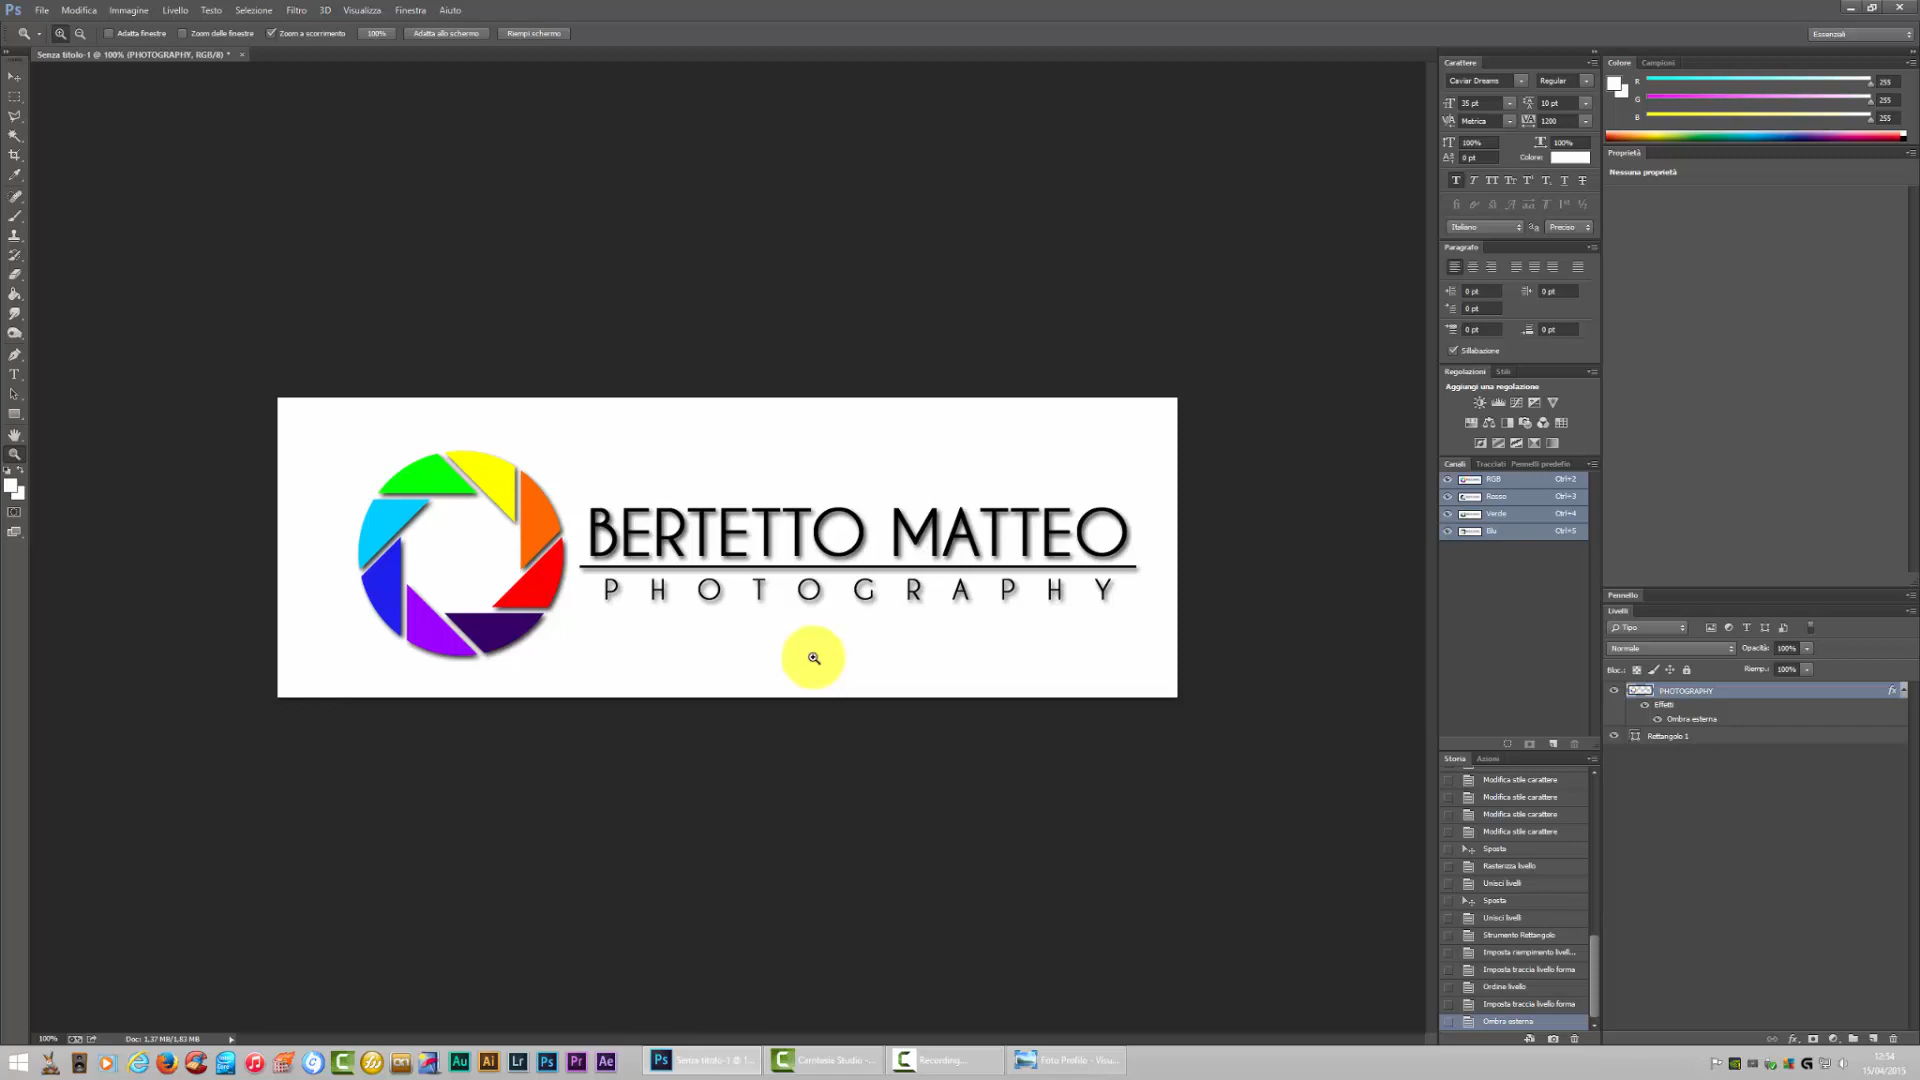 Ps File Modifica Immagine Livello Testo Selezione Filtro 3D Visualizza Finestra Aiuto
Adatta finestre Zoom delle finestre Zoom a scorrimento 100% Adatta allo schermo Riempi schermo Essenziali
Senza titolo-1 @ 100% (PHOTOGRAPHY, RGB/8) * ×
Carattere
Caviar Dreams Regular
35 pt 10 pt
Metrica 1200
100% 100%
0 pt Colore:
Italiano Preciso
Paragrafo
0 pt 0 pt
0 pt
0 pt 0 pt
Sillabazione
Regolazioni Stili
Aggiungi una regolazione
Canali Tracciati Pennelli predefin
RGB Ctrl+2
Rosso Ctrl+3
Verde Ctrl+4
Blu Ctrl+5
Storia Azioni
Modifica stile carattere
Modifica stile carattere
Modifica stile carattere
Modifica stile carattere
Sposta
Rasterizza livello
Unisci livelli
Sposta
Unisci livelli
Strumento Rettangolo
Imposta riempimento livell...
Imposta traccia livello forma
Ordine livello
Imposta traccia livello forma
Ombra esterna
Colore Campioni
R 255
G 255
B 255
Proprietà
Nessuna proprietà
Pennello
Livelli
Tipo
Normale Opacità: 100%
Bloc.: Riemp.: 100%
PHOTOGRAPHY fx
Effetti
Ombra esterna
Rettangolo 1
BERTETTO MATTEO
PHOTOGRAPHY
100% Doc: 1,37 MB/1,83 MB
Au Ai Lr Ps Pr Ae
Ps Senza titolo-1 @ 1...
Camtasia Studio -...
Recording...
Foto Profilo - Visu...
12:54
15/04/2015